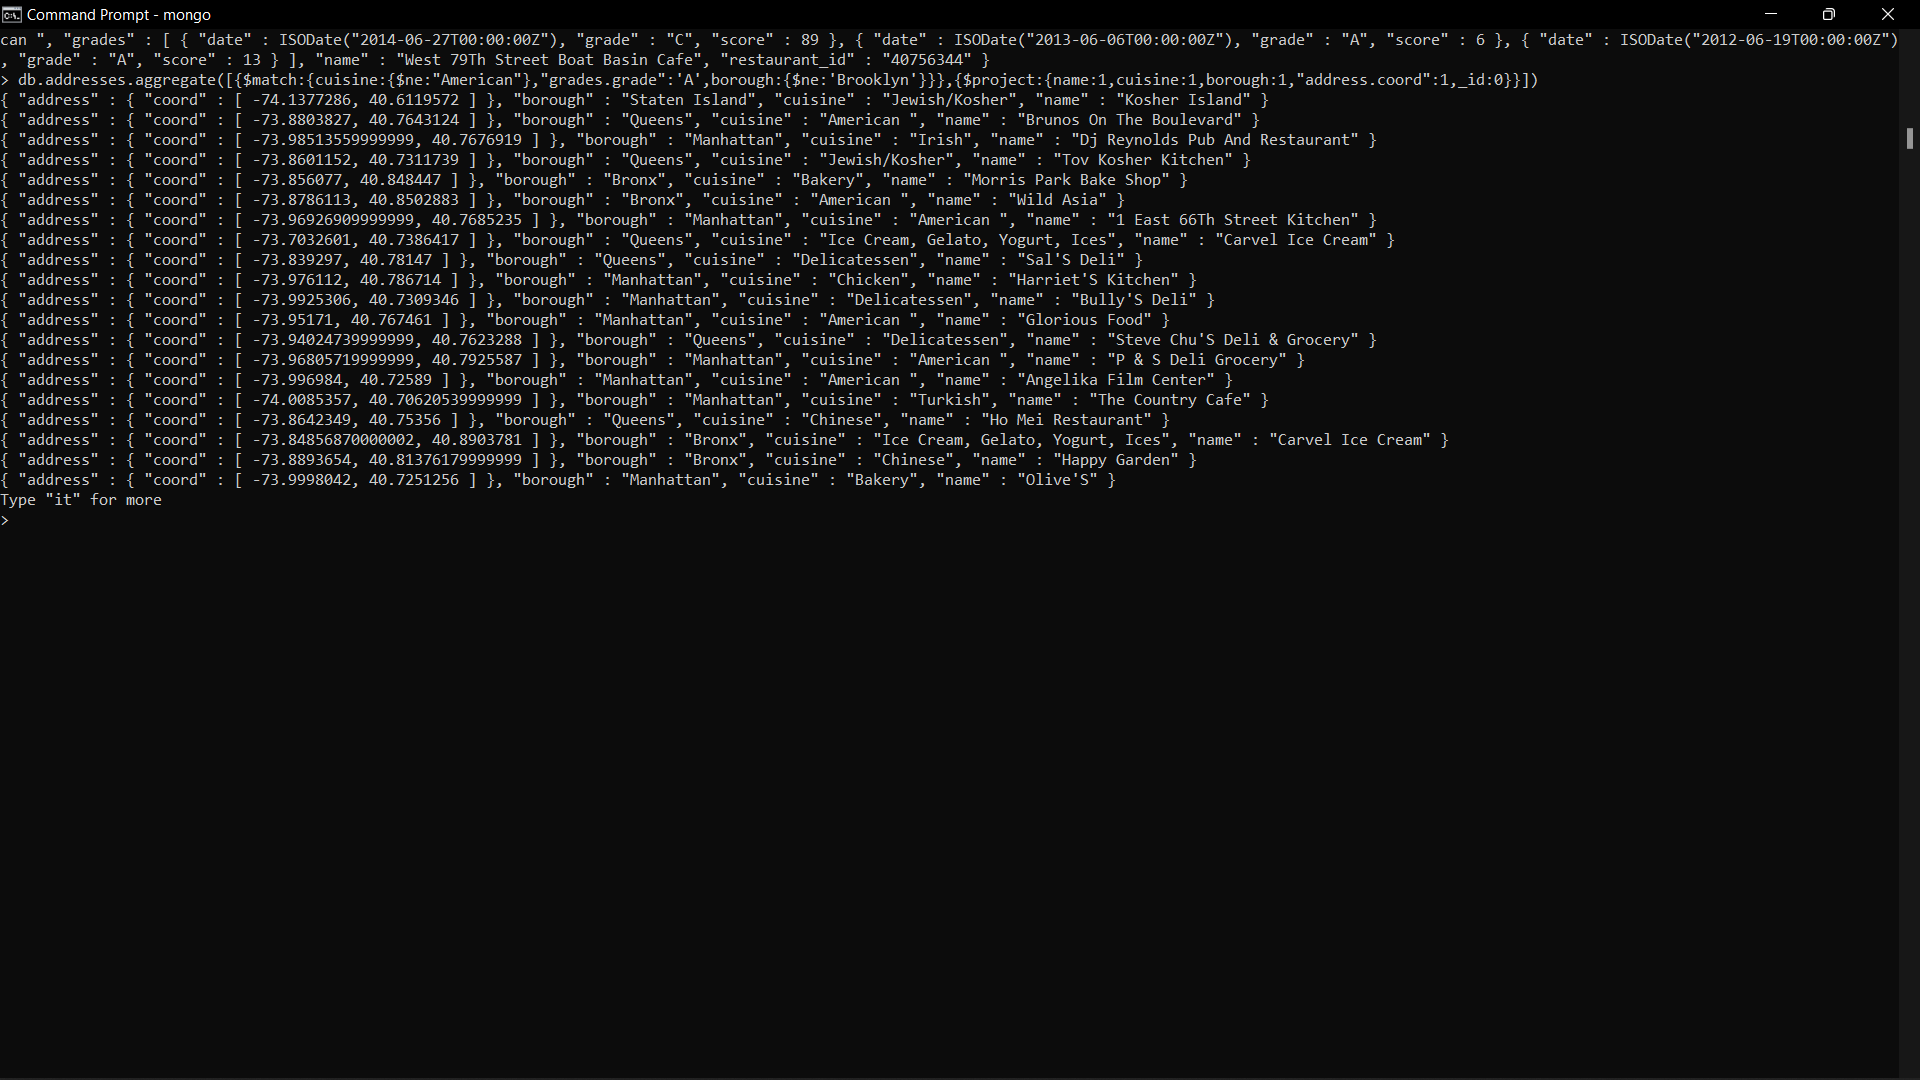 Command Prompt - mongo
can ", "grades" : [ { "date" : ISODate("2014-06-27T00:00:00Z"), "grade" : "C", "score" : 89 }, { "date" : ISODate("2013-06-06T00:00:00Z"), "grade" : "A", "score" : 6 }, { "date" : ISODate("2012-06-19T00:00:00Z")
, "grade" : "A", "score" : 13 } ], "name" : "West 79Th Street Boat Basin Cafe", "restaurant_id" : "40756344" }
> db.addresses.aggregate([{$match:{cuisine:{$ne:"American"},"grades.grade":'A',borough:{$ne:'Brooklyn'}}},{$project:{name:1,cuisine:1,borough:1,"address.coord":1,_id:0}}])
{ "address" : { "coord" : [ -74.1377286, 40.6119572 ] }, "borough" : "Staten Island", "cuisine" : "Jewish/Kosher", "name" : "Kosher Island" }
{ "address" : { "coord" : [ -73.8803827, 40.7643124 ] }, "borough" : "Queens", "cuisine" : "American ", "name" : "Brunos On The Boulevard" }
{ "address" : { "coord" : [ -73.98513559999999, 40.7676919 ] }, "borough" : "Manhattan", "cuisine" : "Irish", "name" : "Dj Reynolds Pub And Restaurant" }
{ "address" : { "coord" : [ -73.8601152, 40.7311739 ] }, "borough" : "Queens", "cuisine" : "Jewish/Kosher", "name" : "Tov Kosher Kitchen" }
{ "address" : { "coord" : [ -73.856077, 40.848447 ] }, "borough" : "Bronx", "cuisine" : "Bakery", "name" : "Morris Park Bake Shop" }
{ "address" : { "coord" : [ -73.8786113, 40.8502883 ] }, "borough" : "Bronx", "cuisine" : "American ", "name" : "Wild Asia" }
{ "address" : { "coord" : [ -73.96926909999999, 40.7685235 ] }, "borough" : "Manhattan", "cuisine" : "American ", "name" : "1 East 66Th Street Kitchen" }
{ "address" : { "coord" : [ -73.7032601, 40.7386417 ] }, "borough" : "Queens", "cuisine" : "Ice Cream, Gelato, Yogurt, Ices", "name" : "Carvel Ice Cream" }
{ "address" : { "coord" : [ -73.839297, 40.78147 ] }, "borough" : "Queens", "cuisine" : "Delicatessen", "name" : "Sal'S Deli" }
{ "address" : { "coord" : [ -73.976112, 40.786714 ] }, "borough" : "Manhattan", "cuisine" : "Chicken", "name" : "Harriet'S Kitchen" }
{ "address" : { "coord" : [ -73.9925306, 40.7309346 ] }, "borough" : "Manhattan", "cuisine" : "Delicatessen", "name" : "Bully'S Deli" }
{ "address" : { "coord" : [ -73.95171, 40.767461 ] }, "borough" : "Manhattan", "cuisine" : "American ", "name" : "Glorious Food" }
{ "address" : { "coord" : [ -73.94024739999999, 40.7623288 ] }, "borough" : "Queens", "cuisine" : "Delicatessen", "name" : "Steve Chu'S Deli & Grocery" }
{ "address" : { "coord" : [ -73.96805719999999, 40.7925587 ] }, "borough" : "Manhattan", "cuisine" : "American ", "name" : "P & S Deli Grocery" }
{ "address" : { "coord" : [ -73.996984, 40.72589 ] }, "borough" : "Manhattan", "cuisine" : "American ", "name" : "Angelika Film Center" }
{ "address" : { "coord" : [ -74.0085357, 40.70620539999999 ] }, "borough" : "Manhattan", "cuisine" : "Turkish", "name" : "The Country Cafe" }
{ "address" : { "coord" : [ -73.8642349, 40.75356 ] }, "borough" : "Queens", "cuisine" : "Chinese", "name" : "Ho Mei Restaurant" }
{ "address" : { "coord" : [ -73.84856870000002, 40.8903781 ] }, "borough" : "Bronx", "cuisine" : "Ice Cream, Gelato, Yogurt, Ices", "name" : "Carvel Ice Cream" }
{ "address" : { "coord" : [ -73.8893654, 40.81376179999999 ] }, "borough" : "Bronx", "cuisine" : "Chinese", "name" : "Happy Garden" }
{ "address" : { "coord" : [ -73.9998042, 40.7251256 ] }, "borough" : "Manhattan", "cuisine" : "Bakery", "name" : "Olive'S" }
Type "it" for more
>